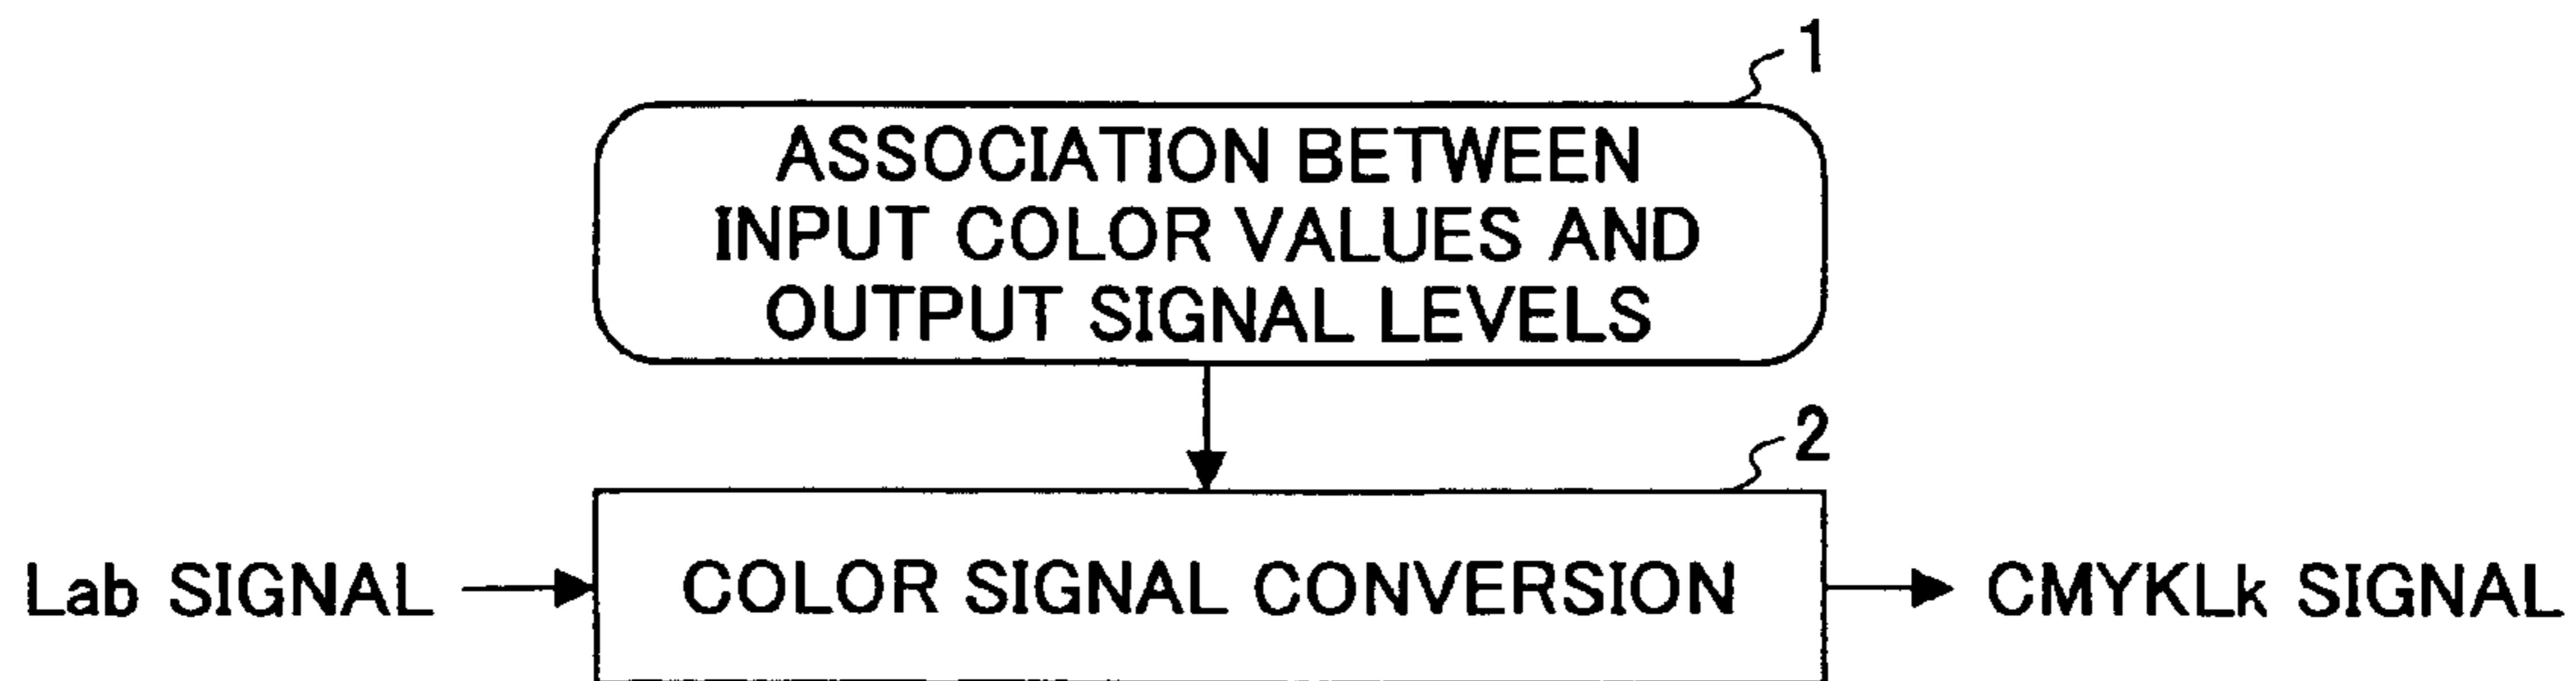 1
ASSOCIATION BETWEEN
INPUT COLOR VALUES AND
OUTPUT SIGNAL LEVELS
2
Lab SIGNAL
COLOR SIGNAL CONVERSION
CMYKLk SIGNAL